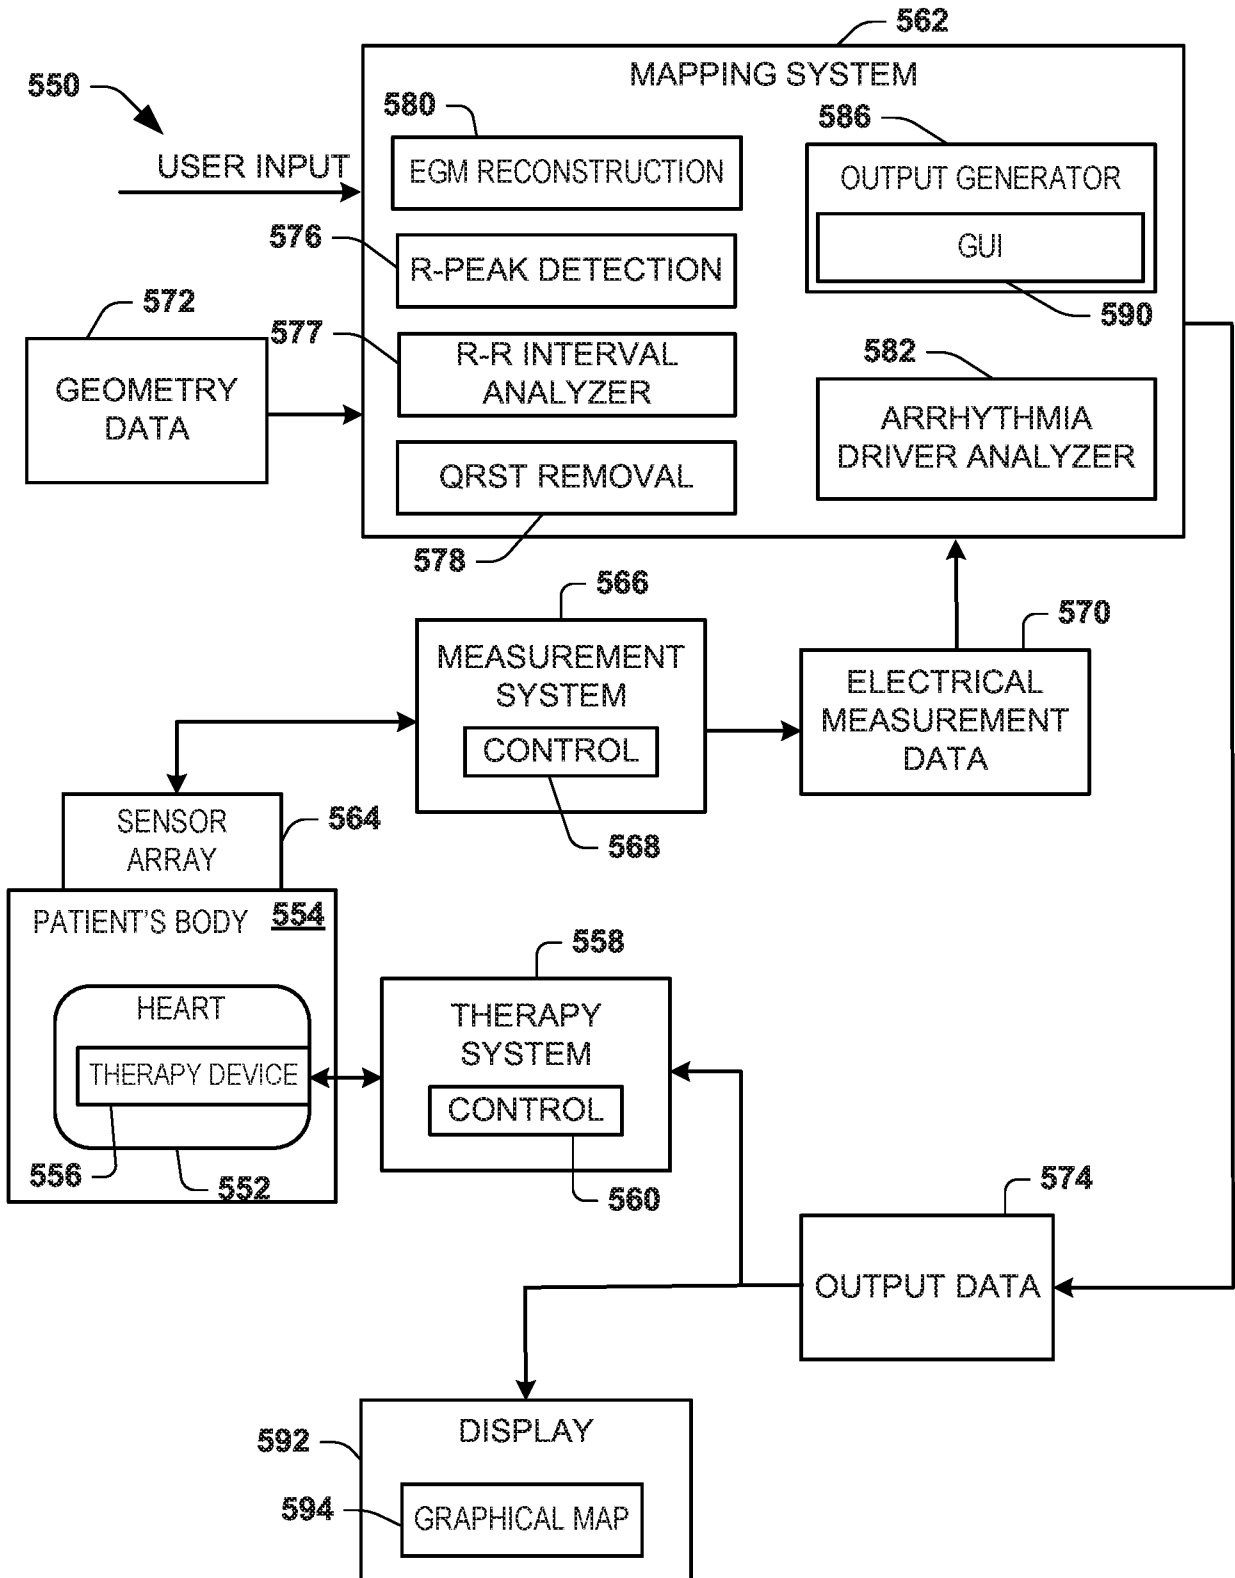 562
550
MAPPING SYSTEM
580
586
USER INPUT
EGM RECONSTRUCTION
OUTPUT GENERATOR
GUI
576
R-PEAK DETECTION
590
572
577
582
GEOMETRY
DATA
R-R INTERVAL
ANALYZER
ARRHYTHMIA
DRIVER ANALYZER
QRST REMOVAL
578
566
570
MEASUREMENT
SYSTEM
CONTROL
ELECTRICAL
MEASUREMENT
DATA
568
SENSOR
ARRAY
564
PATIENT'S BODY
554
558
HEART
THERAPY DEVICE
THERAPY
SYSTEM
CONTROL
556
552
560
574
OUTPUT DATA
DISPLAY
592
594
GRAPHICAL MAP